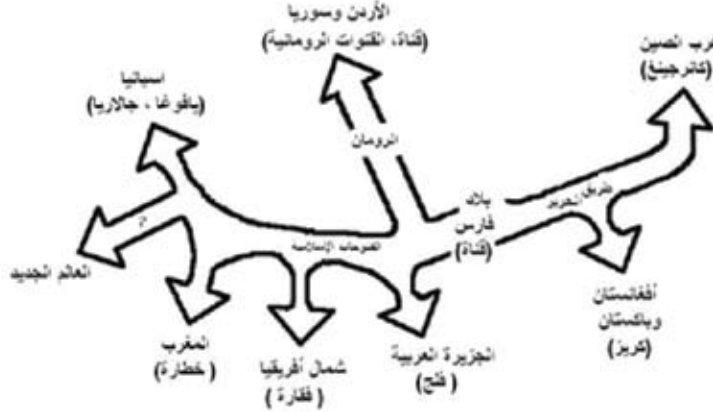 الأردن وسوريا
(قناة، القنوات الرومانية)
غرب الصين
(كانرجينغ)
اسبانيا
(يافوغا ، جالاريا)
الرومان
طريق الحرير
بلاد
فارس
(قناة)
الفتوحات الإسلامية
العالم الجديد
أفغانستان
وباكستان
(كريز)
المغرب
(خطارة)
شمال أفريقيا
(فقارة )
الجزيرة العربية
(فلج )